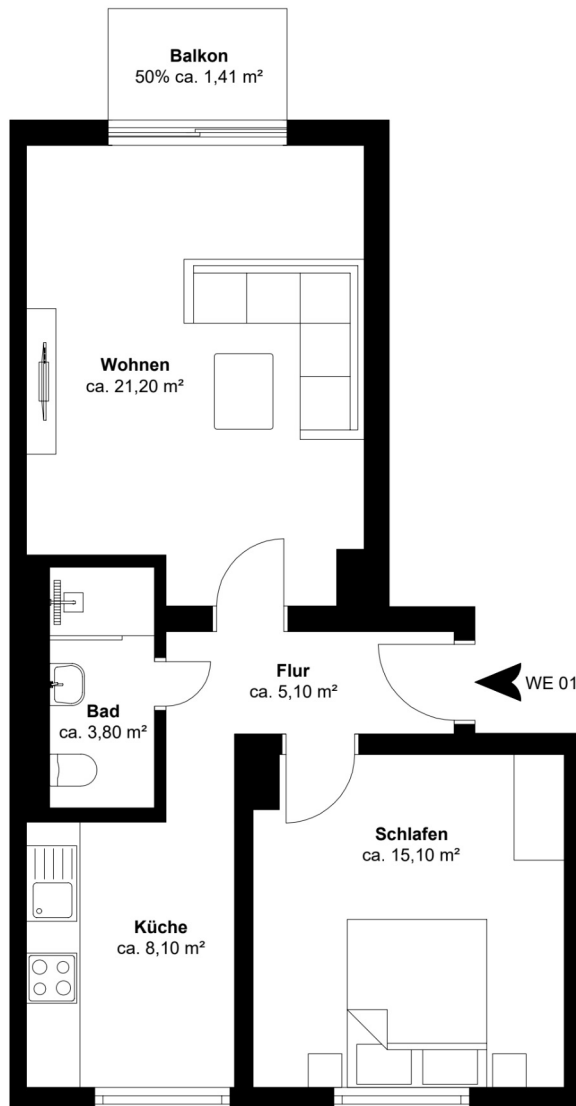 Balkon
50% ca. 1,41 m²
Wohnen
ca. 21,20 m²
Flur
ca. 5,10 m²
WE 01
Bad
ca. 3,80 m²
Schlafen
ca. 15,10 m²
Küche
ca. 8,10 m²